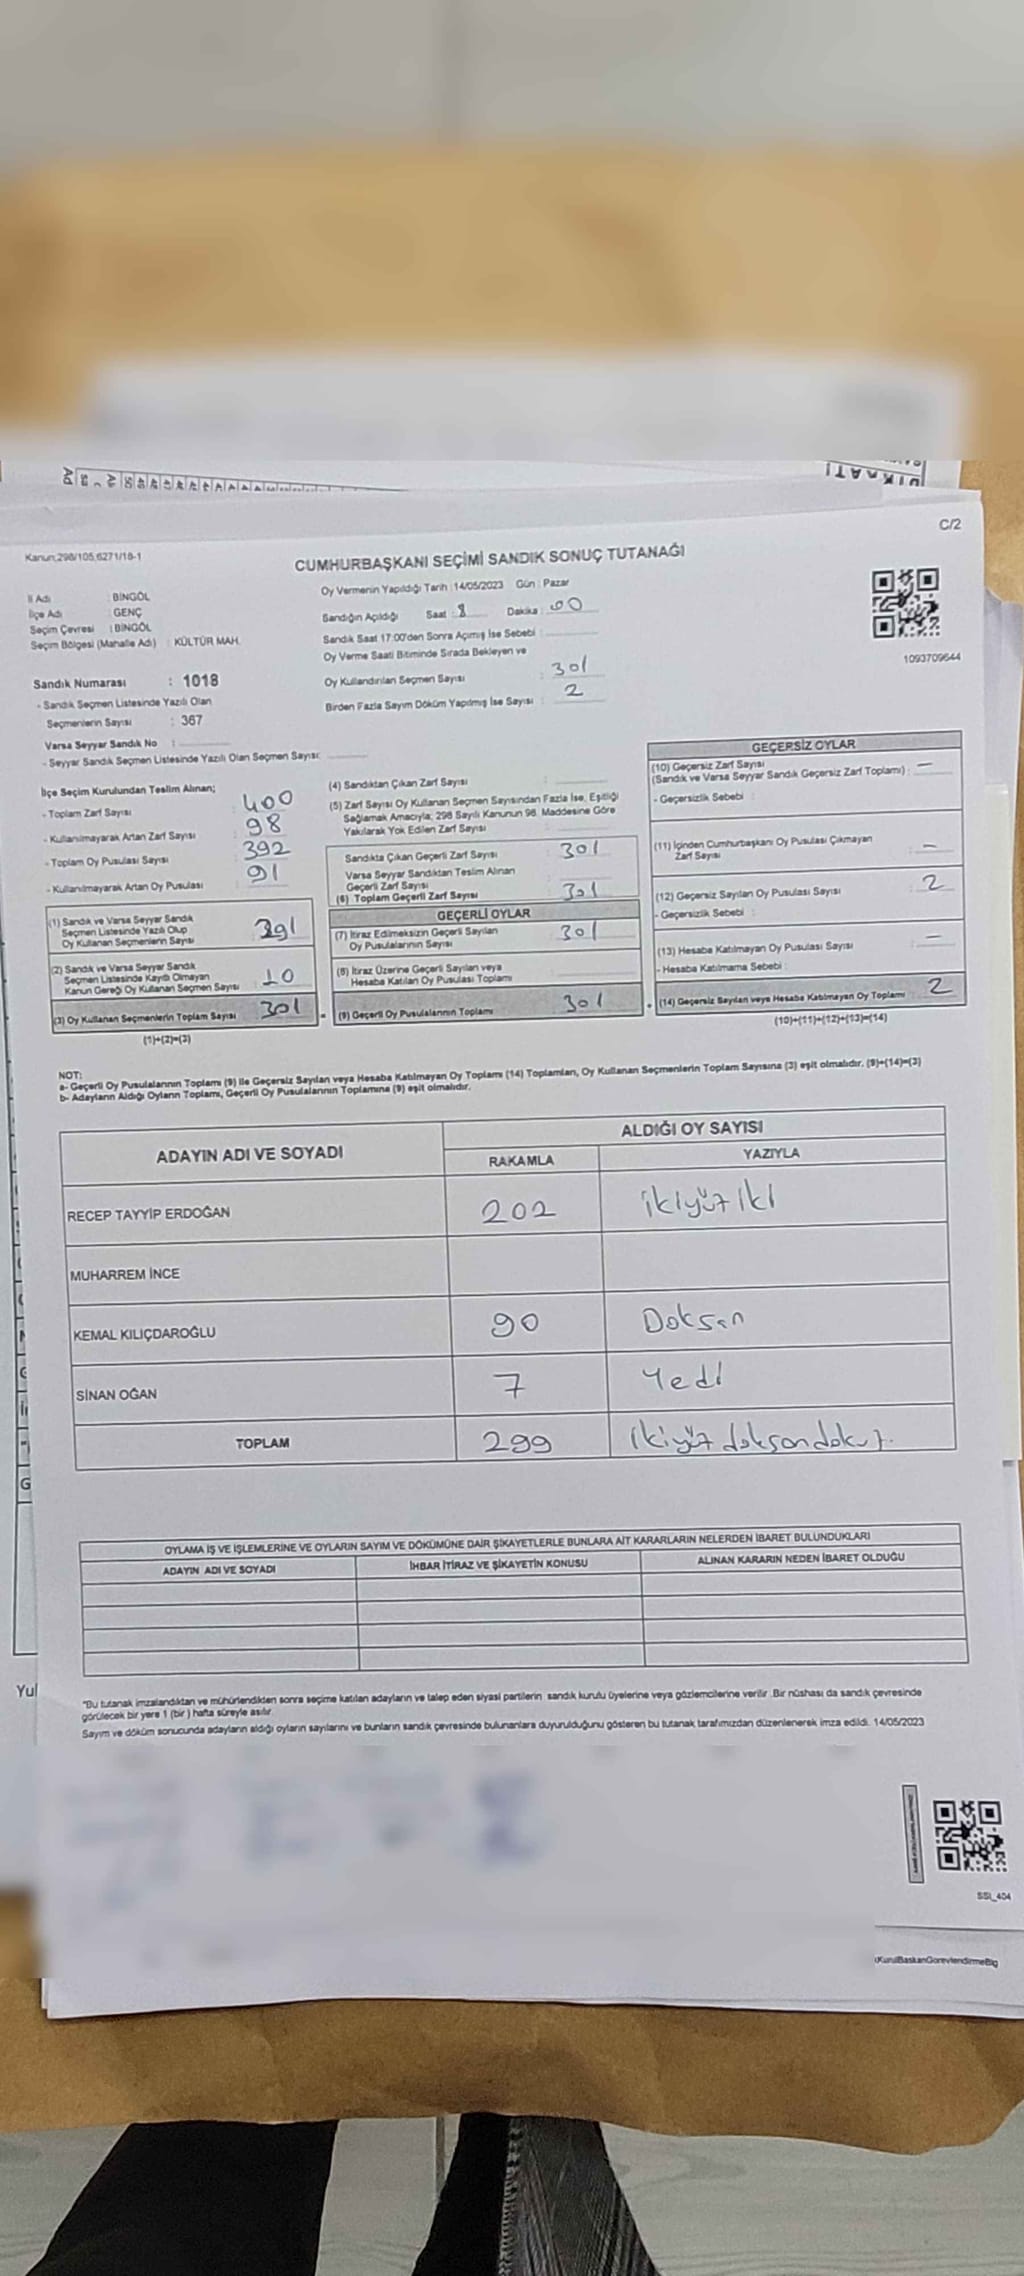 DİKKAT!
C/2
Kanun;298/105,6271/18-1
CUMHURBAŞKANI SEÇİMİ SANDIK SONUÇ TUTANAĞI
İl Adı : BİNGÖL
İlçe Adı : GENÇ
Seçim Çevresi : BİNGÖL
Seçim Bölgesi (Mahalle Adı) : KÜLTÜR MAH.
Oy Vermenin Yapıldığı Tarih : 14/05/2023 Gün : Pazar
Sandığın Açıldığı Saat : 8 Dakika : 00
Sandık Saat 17:00'den Sonra Açımış İse Sebebi :
Oy Verme Saati Bitiminde Sırada Bekleyen ve
Oy Kullandırılan Seçmen Sayısı : 301
Birden Fazla Sayım Döküm Yapılmış İse Sayısı : 2
1093709644
Sandık Numarası : 1018
- Sandık Seçmen Listesinde Yazılı Olan
Seçmenlerin Sayısı : 367
Varsa Seyyar Sandık No :
- Seyyar Sandık Seçmen Listesinde Yazılı Olan Seçmen Sayısı:
İlçe Seçim Kurulundan Teslim Alınan;
- Toplam Zarf Sayısı : 400
- Kullanılmayarak Artan Zarf Sayısı : 98
- Toplam Oy Pusulası Sayısı : 392
- Kullanılmayarak Artan Oy Pusulası : 91
(1) Sandık ve Varsa Seyyar Sandık
Seçmen Listesinde Yazılı Olup
Oy Kullanan Seçmenlerin Sayısı 391
(2) Sandık ve Varsa Seyyar Sandık
Seçmen Listesinde Kayıtlı Olmayan
Kanun Gereği Oy Kullanan Seçmen Sayısı : 10
(3) Oy Kullanan Seçmenlerin Toplam Sayısı : 301
(1)+(2)=(3)
(4) Sandıktan Çıkan Zarf Sayısı :
(5) Zarf Sayısı Oy Kullanan Seçmen Sayısından Fazla İse, Eşitliği
Sağlamak Amacıyla; 298 Sayılı Kanunun 98. Maddesine Göre
Yakılarak Yok Edilen Zarf Sayısı
Sandıkta Çıkan Geçerli Zarf Sayısı : 301
Varsa Seyyar Sandıktan Teslim Alınan
Geçerli Zarf Sayısı
(6) Toplam Geçerli Zarf Sayısı : 301
GEÇERLİ OYLAR
(7) İtiraz Edilmeksizin Geçerli Sayılan
Oy Pusulalarının Sayısı : 301
(8) İtiraz Üzerine Geçerli Sayılan veya
Hesaba Katılan Oy Pusulası Toplamı
(9) Geçerli Oy Pusulalarının Toplamı : 301
GEÇERSİZ OYLAR
(10) Geçersiz Zarf Sayısı
(Sandık ve Varsa Seyyar Sandık Geçersiz Zarf Toplamı) : —
- Geçersizlik Sebebi :
(11) İçinden Cumhurbaşkanı Oy Pusulası Çıkmayan
Zarf Sayısı —
(12) Geçersiz Sayılan Oy Pusulası Sayısı : 2
- Geçersizlik Sebebi :
(13) Hesaba Katılmayan Oy Pusulası Sayısı : —
- Hesaba Katılmama Sebebi :
(14) Geçersiz Sayılan veya Hesaba Katılmayan Oy Toplamı : 2
(10)+(11)+(12)+(13)=(14)
NOT:
a- Geçerli Oy Pusulalarının Toplamı (9) ile Geçersiz Sayılan veya Hesaba Katılmayan Oy Toplamı (14) Toplamları, Oy Kullanan Seçmenlerin Toplam Sayısına (3) eşit olmalıdır. (9)+(14)=(3)
b- Adayların Aldığı Oyların Toplamı, Geçerli Oy Pusulalarının Toplamına (9) eşit olmalıdır.
ADAYIN ADI VE SOYADI
ALDIĞI OY SAYISI
RAKAMLA YAZIYLA
RECEP TAYYİP ERDOĞAN 202 ikiyüz iki
MUHARREM İNCE
KEMAL KILIÇDAROĞLU 90 Doksan
SİNAN OĞAN 7 Yedi
TOPLAM 299 ikiyüz doksandokuz.
OYLAMA İŞ VE İŞLEMLERİNE VE OYLARIN SAYIM VE DÖKÜMÜNE DAİR ŞİKAYETLERLE BUNLARA AİT KARARLARIN NELERDEN İBARET BULUNDUKLARI
ADAYIN ADI VE SOYADI İHBAR İTİRAZ VE ŞİKAYETİN KONUSU ALINAN KARARIN NEDEN İBARET OLDUĞU
*Bu tutanak imzalandıktan ve mühürlendikten sonra seçime katılan adayların ve talep eden siyasi partilerin sandık kurulu üyelerine veya gözlemcilerine verilir .Bir nüshası da sandık çevresinde
görülecek bir yere 1 (bir ) hafta süreyle asılır.
Sayım ve döküm sonucunda adayların aldığı oyların sayılarını ve bunların sandık çevresinde bulunanlara duyurulduğunu gösteren bu tutanak tarafımızdan düzenlenerek imza edildi. 14/05/2023
SSI_404
KurulBaskanGorevlendirmeBlg